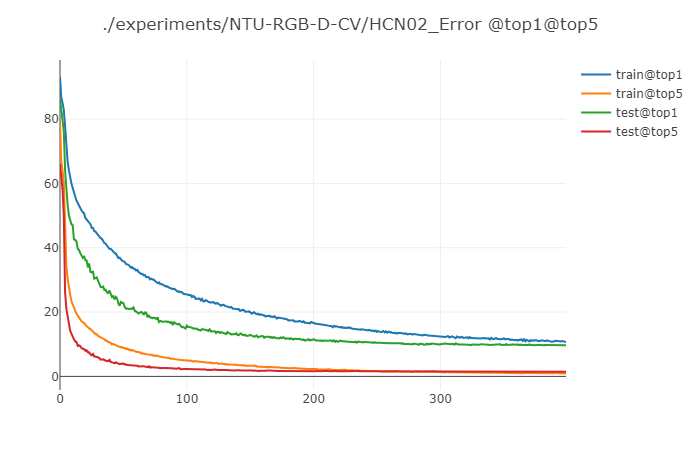 ./experiments/NTU-RGB-D-CV/HCN02_Error @top1@top5
train@top1
train@top5
test@top1
test@top5
80
60
40
20
0
0
100
200
300